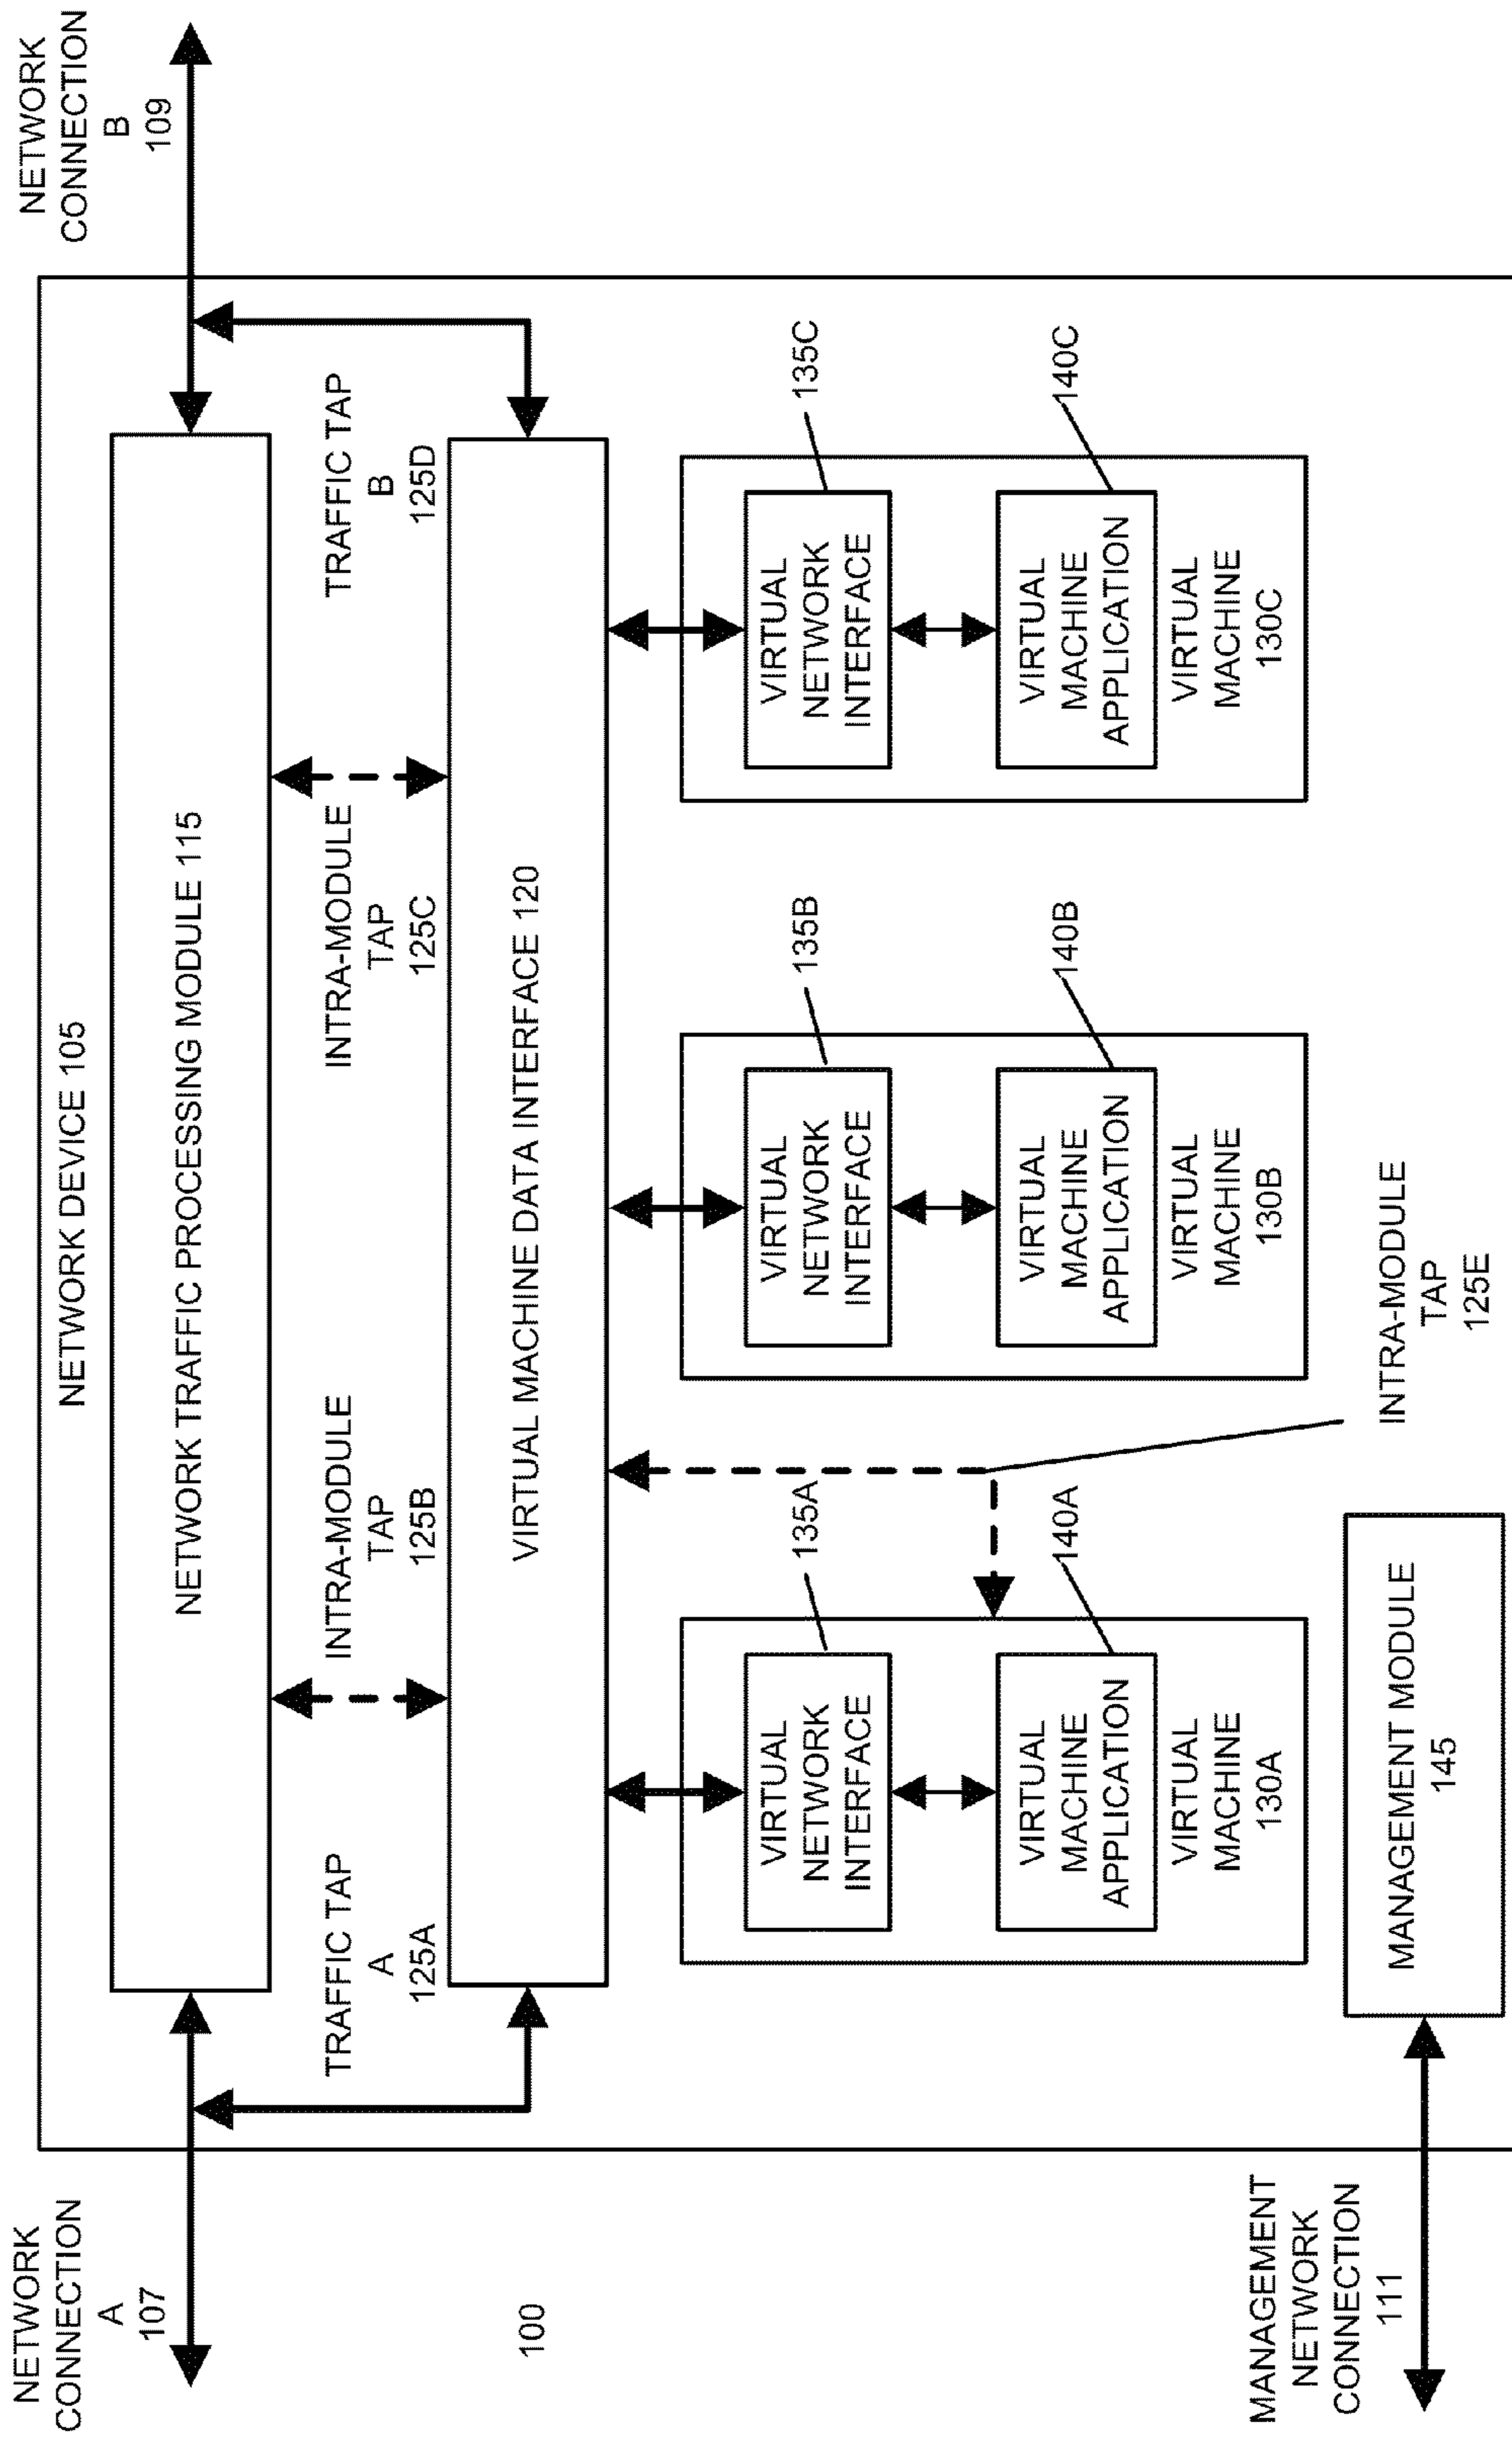 NETWORK
CONNECTION
A
107
NETWORK
CONNECTION
B
109
NETWORK DEVICE 105
NETWORK TRAFFIC PROCESSING MODULE 115
TRAFFIC TAP
A
125A
INTRA-MODULE
TAP
125B
INTRA-MODULE
TAP
125C
TRAFFIC TAP
B
125D
100
VIRTUAL MACHINE DATA INTERFACE 120
VIRTUAL
NETWORK
INTERFACE
135A
VIRTUAL
MACHINE
APPLICATION
140A
VIRTUAL
MACHINE
130A
VIRTUAL
NETWORK
INTERFACE
135B
VIRTUAL
MACHINE
APPLICATION
140B
VIRTUAL
MACHINE
130B
VIRTUAL
NETWORK
INTERFACE
135C
VIRTUAL
MACHINE
APPLICATION
140C
VIRTUAL
MACHINE
130C
MANAGEMENT
NETWORK
CONNECTION
111
MANAGEMENT MODULE
145
INTRA-MODULE
TAP
125E